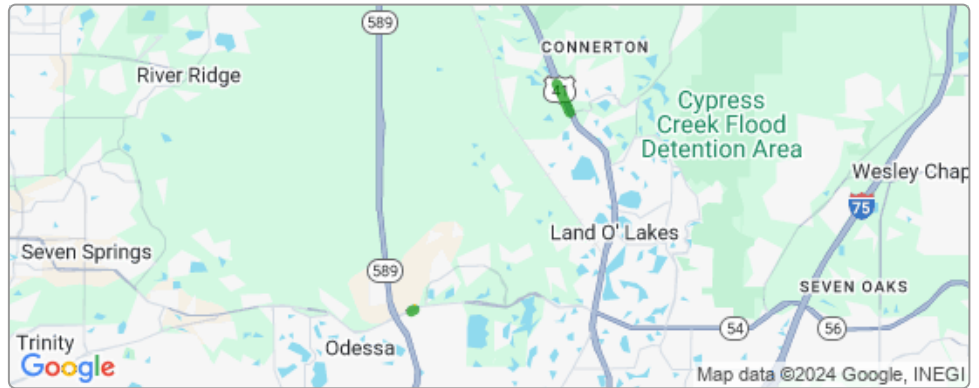 589
CONNERTON
River Ridge
41
Cypress
Creek Flood
Detention Area
Wesley Chap
75
Land O' Lakes
Seven Springs
589
SEVEN OAKS
54
56
Trinity
Odessa
Google
Map data ©2024 Google, INEGI